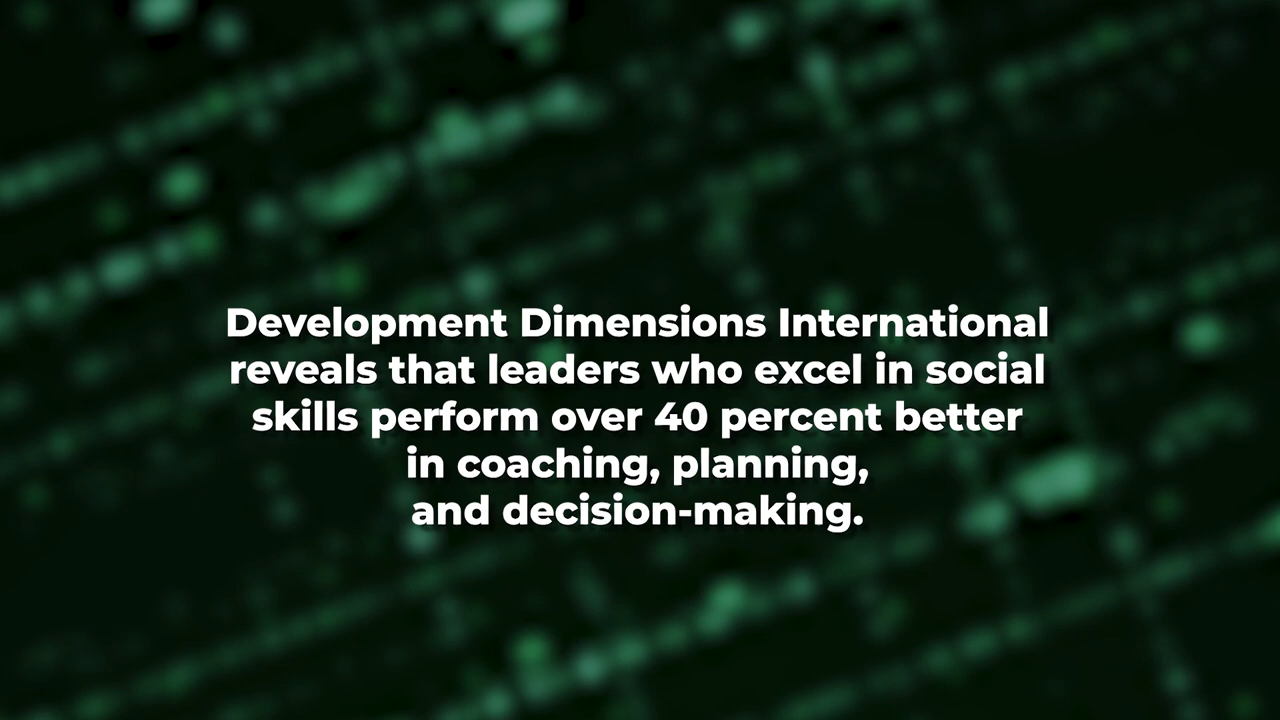 Development Dimensions International
reveals that leaders who excel in social
skills perform over 40 percent better
in coaching, planning,
and decision-making.